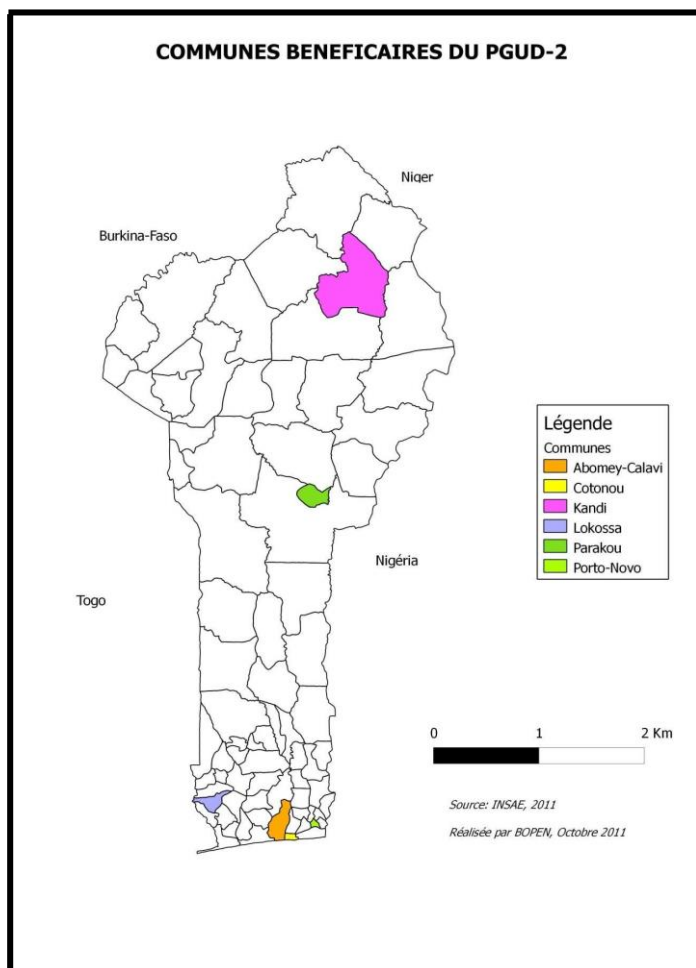 COMMUNES BENEFICAIRES DU PGUD-2
Niger
Burkina-Faso
Légende
Communes
Abomey-Calavi
Cotonou
Kandi
Lokossa
Parakou
Porto-Novo
Nigéria
Togo
0 1 2 Km
Source: INSAE, 2011
Réalisée par BOPEN, Octobre 2011